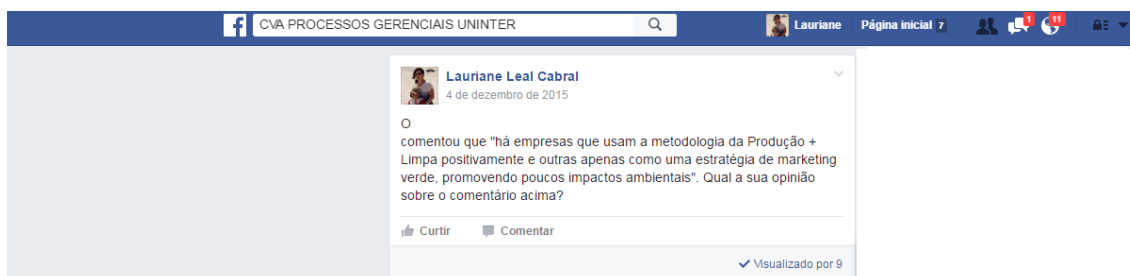 f CVA PROCESSOS GERENCIAIS UNINTER Lauriane Página inicial 7 1 11
Lauriane Leal Cabral
4 de dezembro de 2015
O
comentou que "há empresas que usam a metodologia da Produção +
Limpa positivamente e outras apenas como uma estratégia de marketing
verde, promovendo poucos impactos ambientais". Qual a sua opinião
sobre o comentário acima?
Curtir Comentar
Visualizado por 9